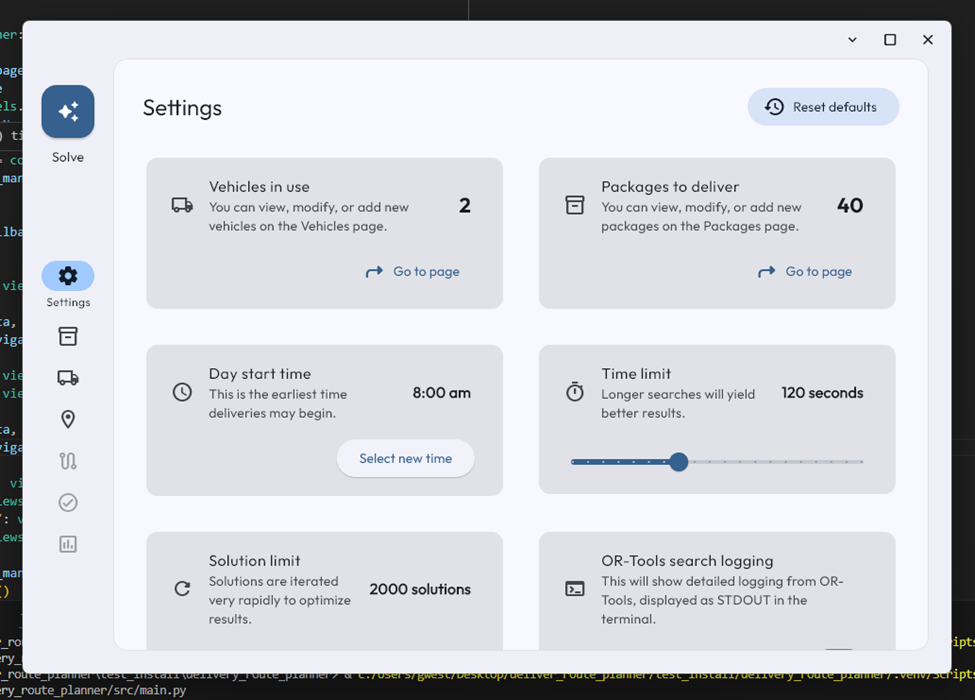 Settings
Reset defaults
Solve
Settings
Vehicles in use
You can view, modify, or add new
vehicles on the Vehicles page.
2
Go to page
Packages to deliver
You can view, modify, or add new
packages on the Packages page.
40
Go to page
Day start time
This is the earliest time
deliveries may begin.
8:00 am
Select new time
Time limit
Longer searches will yield
better results.
120 seconds
Solution limit
Solutions are iterated
very rapidly to optimize
results.
2000 solutions
OR-Tools search logging
This will show detailed logging from OR-
Tools, displayed as STDOUT in the
terminal.
ery_route_planner/src/main.py